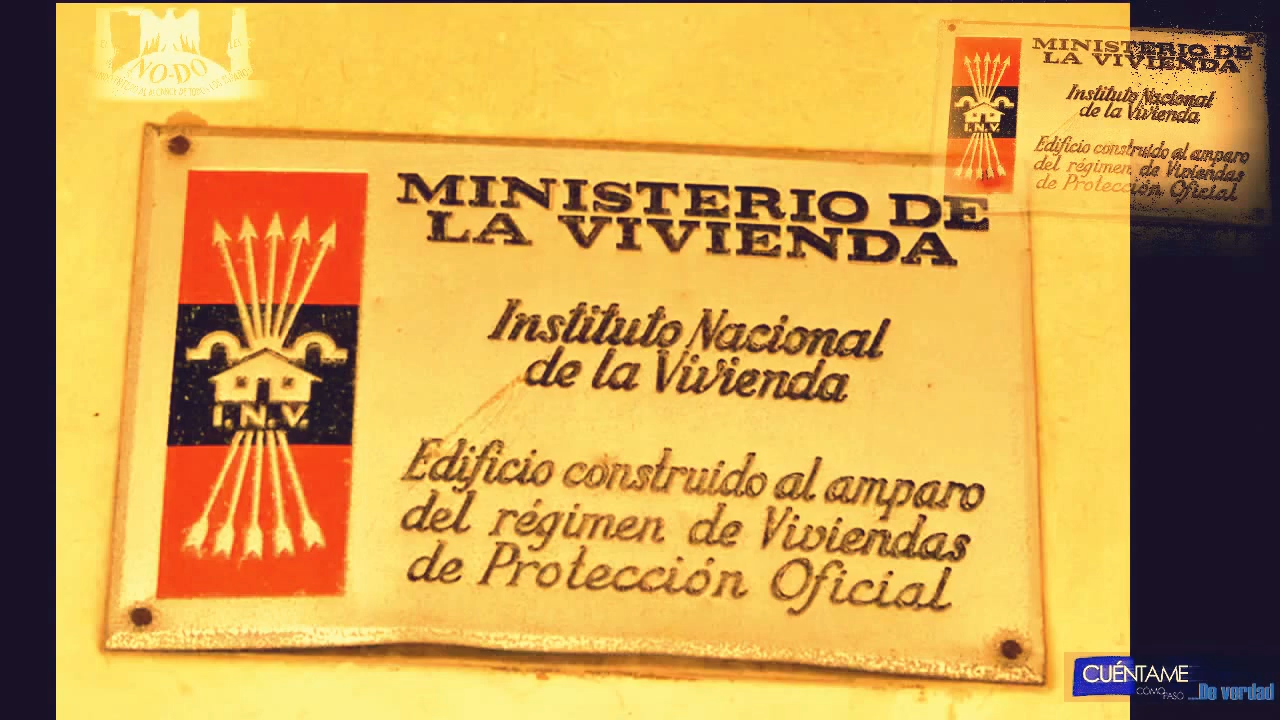 NO-DO
MINISTERIO DE
LA VIVIENDA
Instituto Nacional
de la Vivienda
Edificio construido al amparo
del régimen de Viviendas
de Protección Oficial
I.N.V.
MINISTERIO DE
LA VIVIENDA
Instituto Nacional
de la Vivienda
Edificio construido al amparo
del régimen de Viviendas
de Protección Oficial
I.N.V.
CUÉNTAME
CÓMO
PASÓ ...De verdad